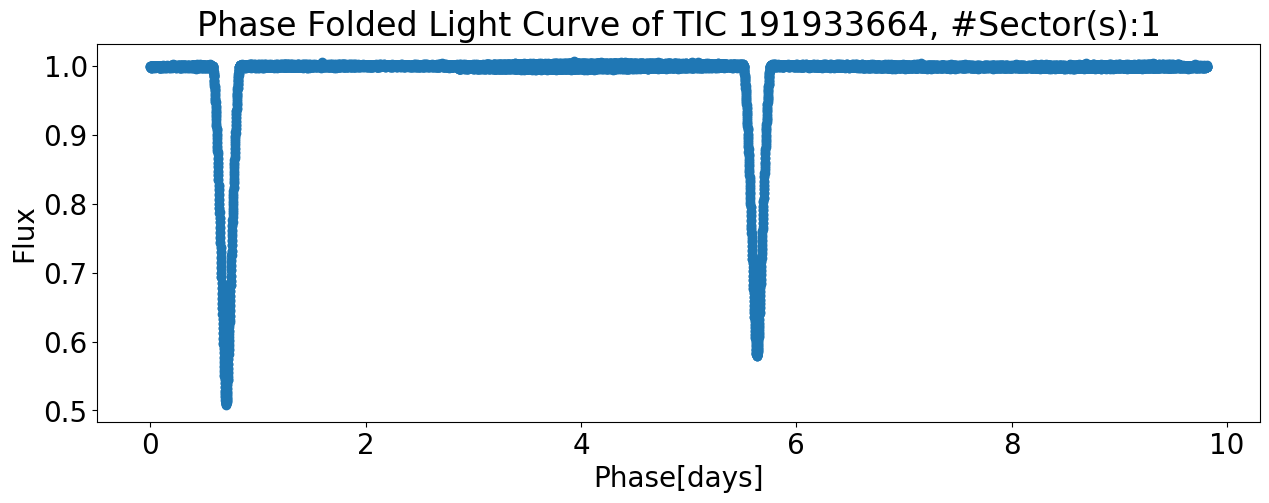 Phase Folded Light Curve of TIC 191933664, #Sector(s):1
1.0
0.9
0.8
0.7
0.6
0.5
Flux
0 2 4 6 8 10
Phase[days]